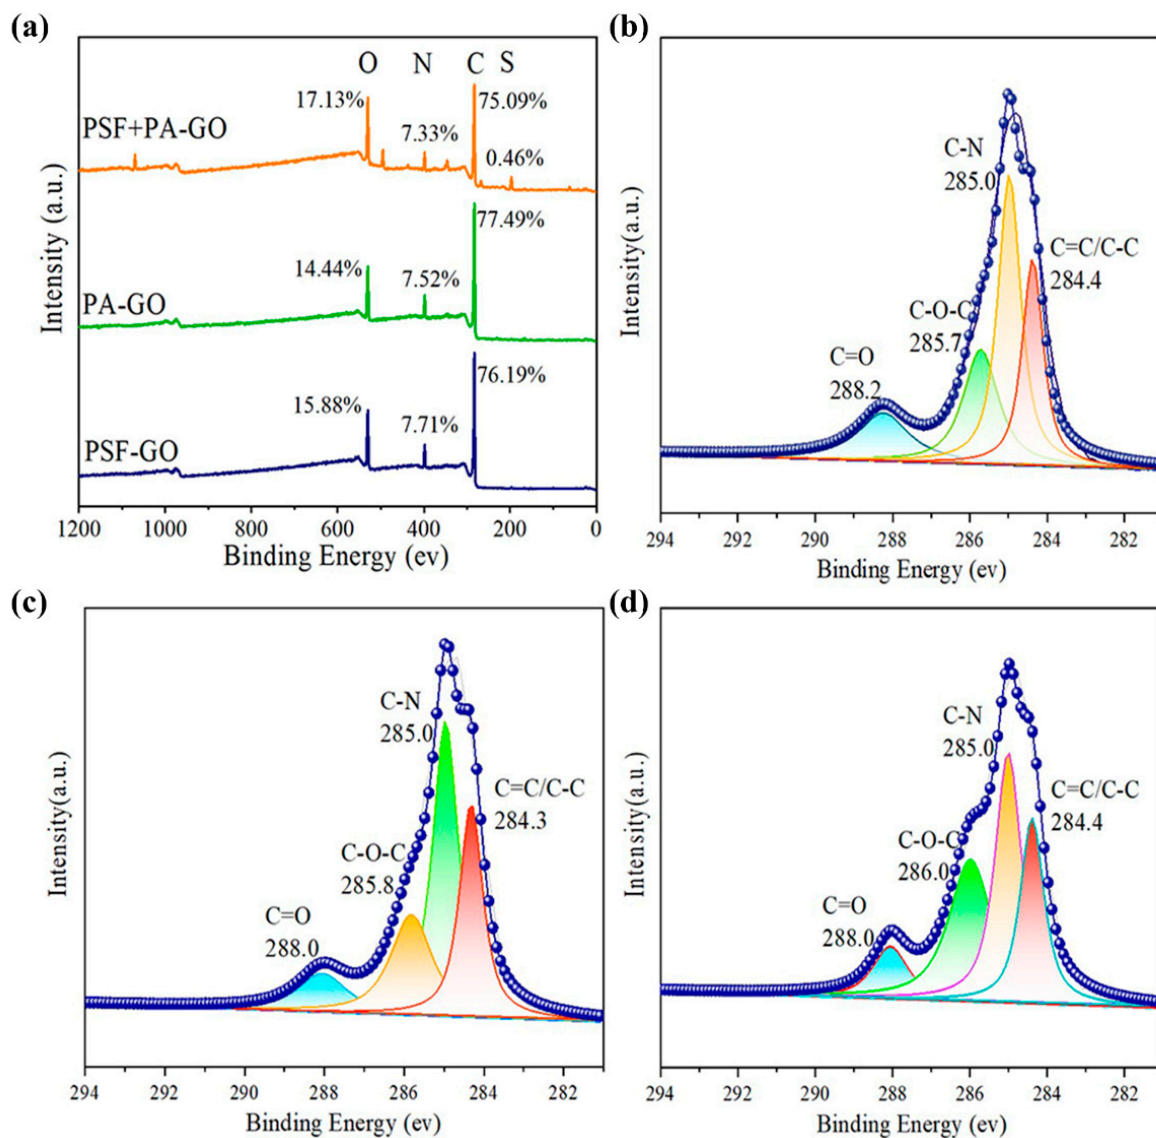 (a)
O N C S
17.13%
75.09%
PSF+PA-GO
7.33%
0.46%
77.49%
14.44%
7.52%
PA-GO
76.19%
15.88%
7.71%
PSF-GO
Intensity (a.u.)
1200 1000 800 600 400 200 0
Binding Energy (ev)
(b)
C-N
285.0
C=C/C-C
284.4
C-O-C
285.7
C=O
288.2
Intensity(a.u.)
294 292 290 288 286 284 282
Binding Energy (ev)
(c)
C-N
285.0
C=C/C-C
284.3
C-O-C
285.8
C=O
288.0
Intensity(a.u.)
294 292 290 288 286 284 282
Binding Energy (ev)
(d)
C-N
285.0
C=C/C-C
284.4
C-O-C
286.0
C=O
288.0
Intensity(a.u.)
294 292 290 288 286 284 282
Binding Energy (ev)